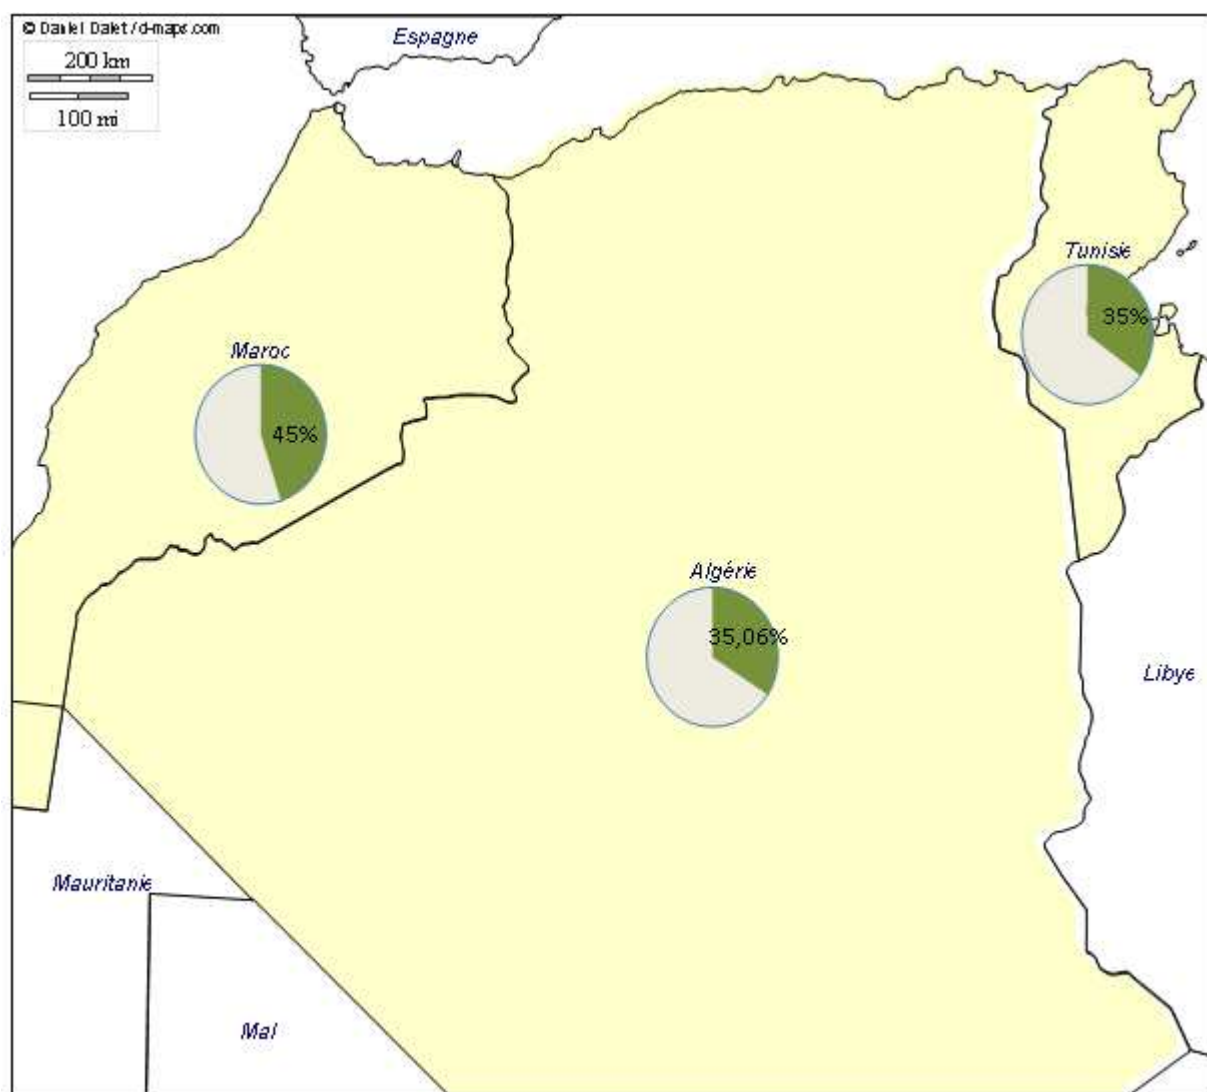 © Daniel Dalet / d-maps.com
200 km
100 mi
Espagne
Tunisie
35%
Maroc
45%
Algérie
35,06%
Libye
Mauritanie
Mal